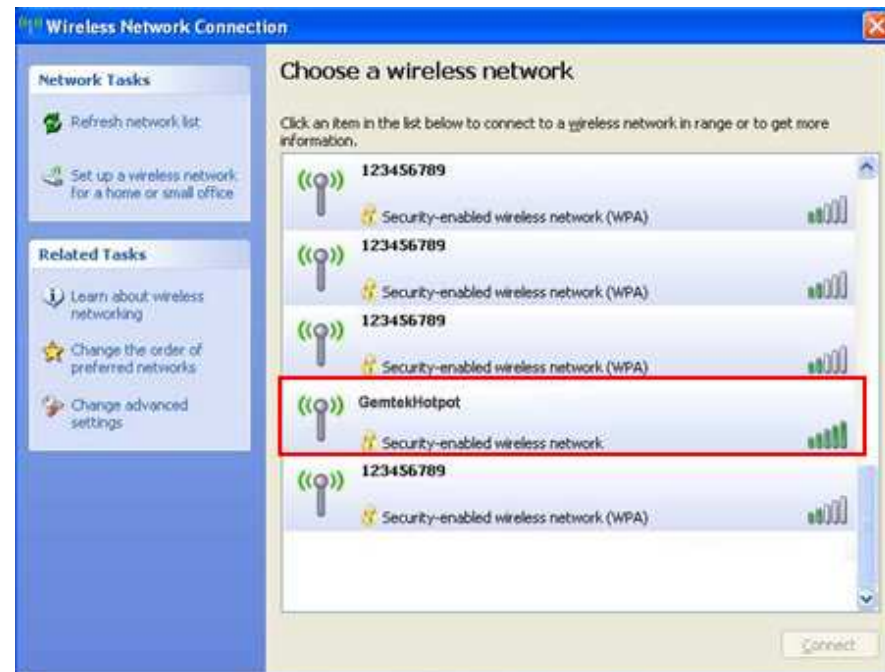 Wireless Network Connection
Network Tasks
Refresh network list
Set up a wireless network
for a home or small office
Related Tasks
Learn about wireless
networking
Change the order of
preferred networks
Change advanced
settings
Choose a wireless network
Click an item in the list below to connect to a wireless network in range or to get more
information.
123456789
Security-enabled wireless network (WPA)
123456789
Security-enabled wireless network (WPA)
123456789
Security-enabled wireless network (WPA)
GemtekHotpot
Security-enabled wireless network
123456789
Security-enabled wireless network (WPA)
Connect